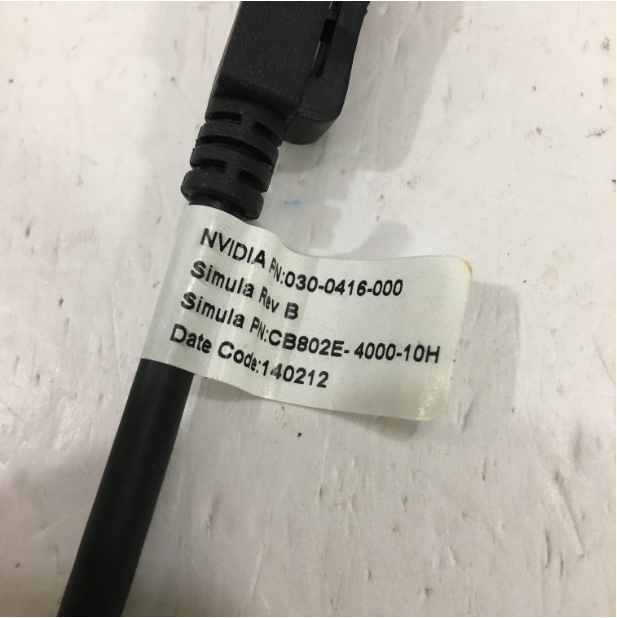 NVIDIA PN:030-0416-000
Simula Rev B
Simula PN:CB802E-4000-10H
Date Code:140212